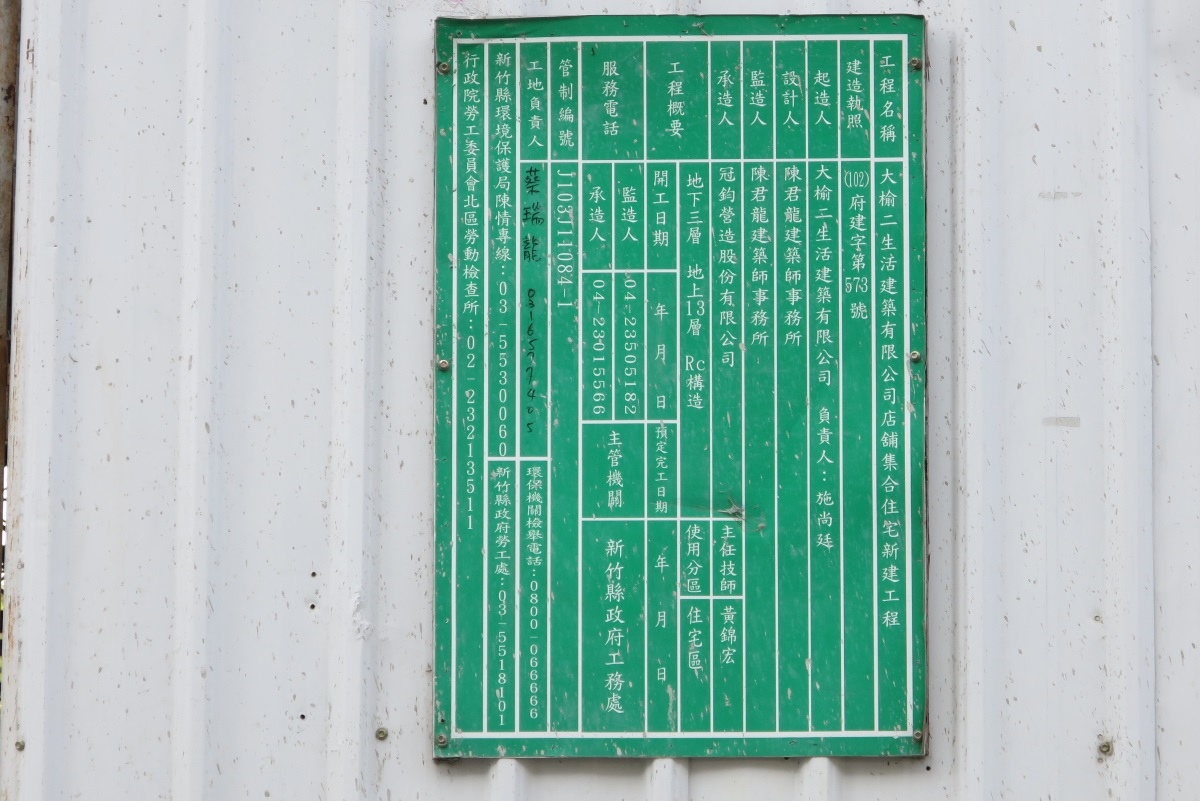 工程名稱 大榆二生活建築有限公司店舖集合住宅新建工程
建造執照 (102)府建字第573號
起造人 大榆二生活建築有限公司 負責人：施尚廷
設計人 陳君龍建築師事務所
監造人 陳君龍建築師事務所
承造人 冠鈞營造股份有限公司 主任技師 黃錦宏
工程概要 地下三層 地上13層 Rc構造 使用分區 住宅區
開工日期 年 月 日 預定完工日期 年 月 日
服務電話 監造人 04-23505182 主管機關 新竹縣政府工務處
承造人 04-23015566
管制編號 J103J11084-1
工地負責人 瑞龍 環保機關檢舉電話：0800-066666
新竹縣環境保護局陳情專線：03-5530060 新竹縣政府勞工處：03-5518101
行政院勞工委員會北區勞動檢查所：02-23213511